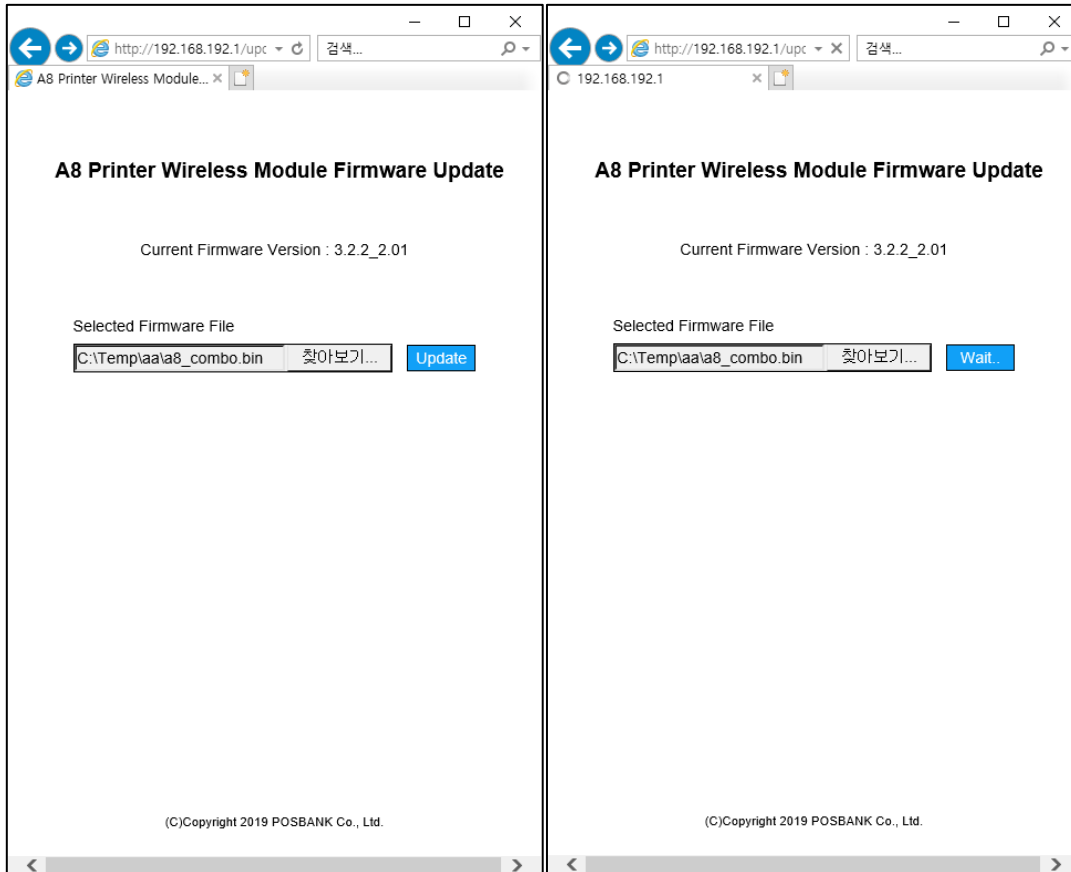 http://192.168.192.1/upc
검색...
A8 Printer Wireless Module...
A8 Printer Wireless Module Firmware Update
Current Firmware Version : 3.2.2_2.01
Selected Firmware File
C:\Temp\aa\a8_combo.bin 찾아보기... Update
(C)Copyright 2019 POSBANK Co., Ltd.
http://192.168.192.1/upc
검색...
192.168.192.1
A8 Printer Wireless Module Firmware Update
Current Firmware Version : 3.2.2_2.01
Selected Firmware File
C:\Temp\aa\a8_combo.bin 찾아보기... Wait..
(C)Copyright 2019 POSBANK Co., Ltd.